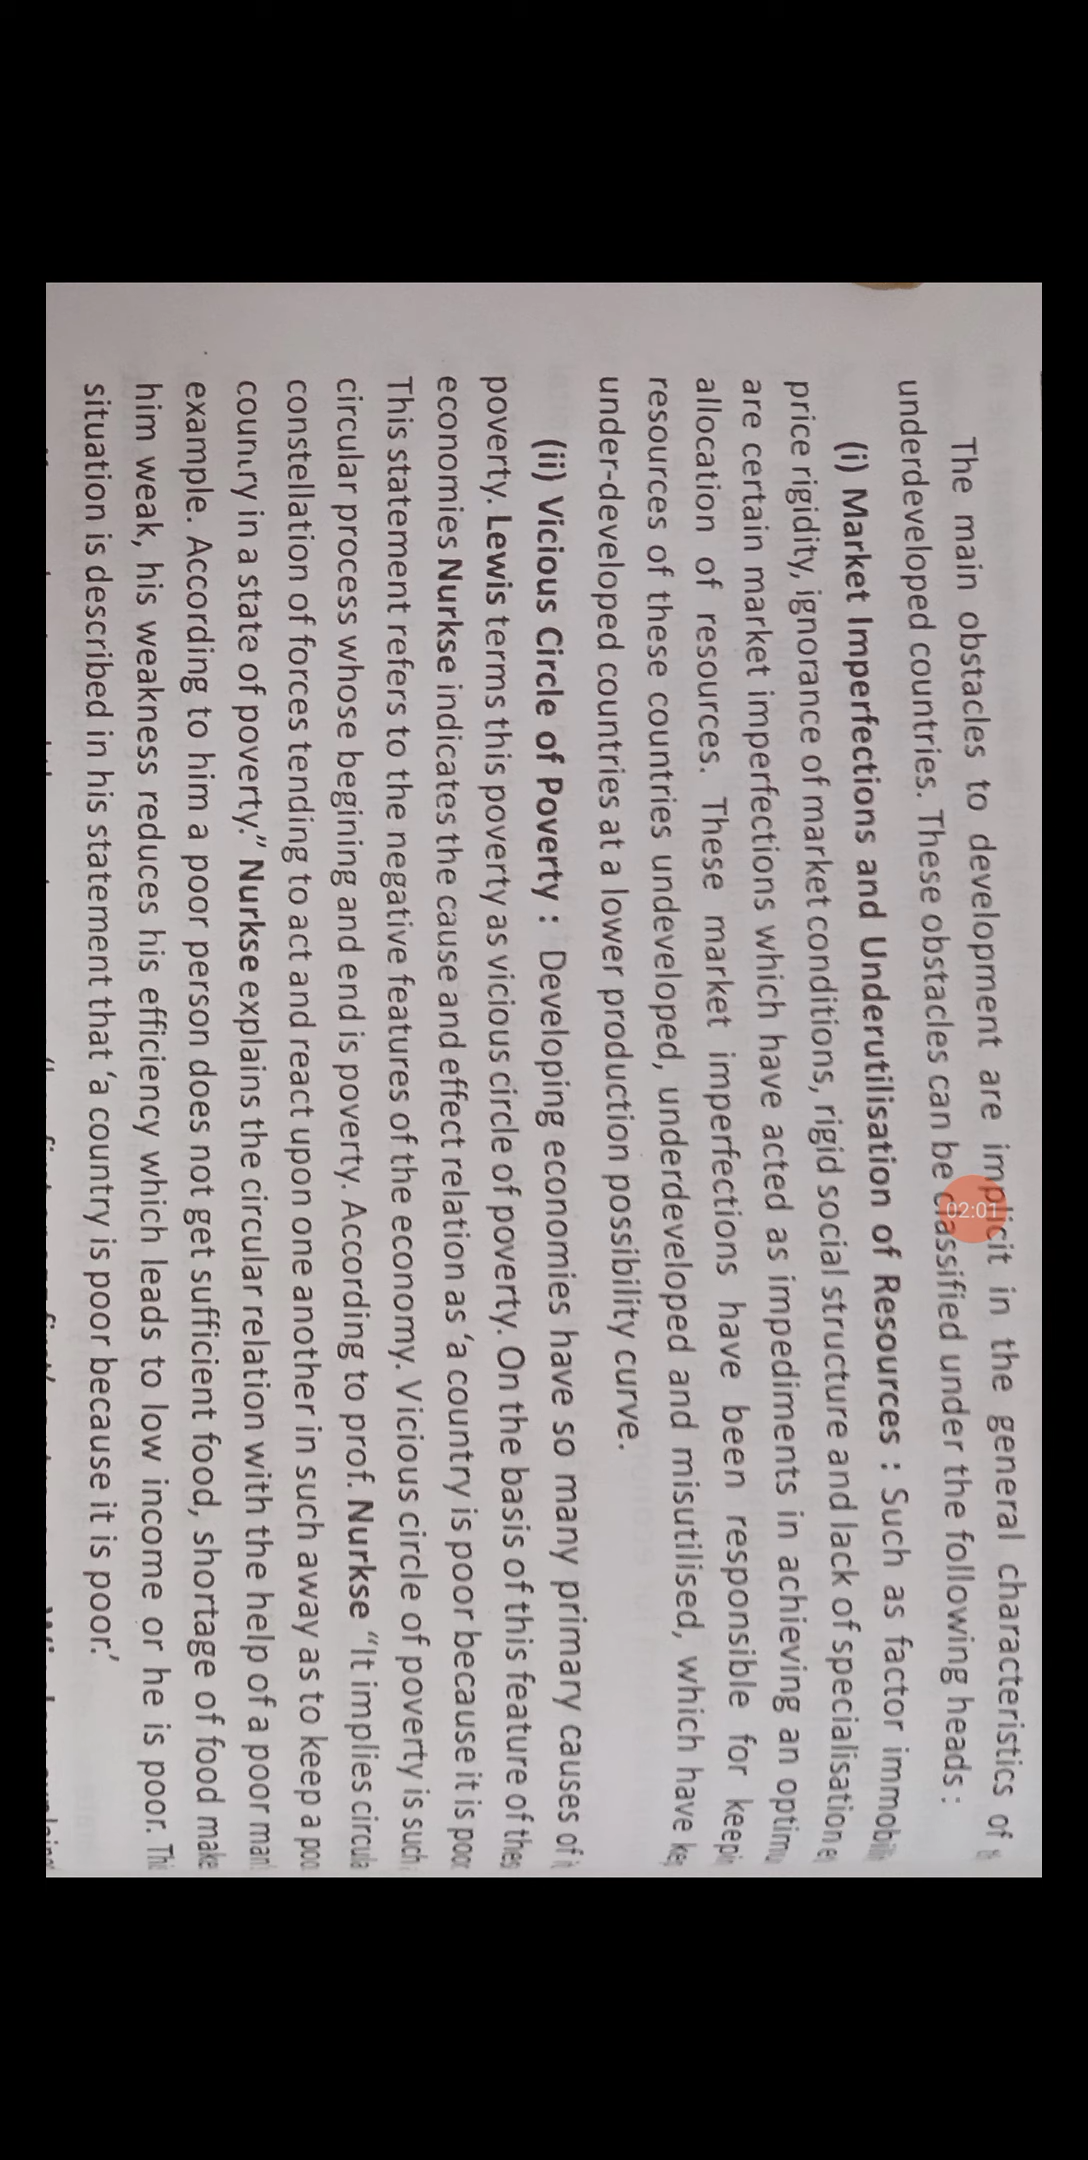 The main obstacles to development are implicit in the general characteristics of
underdeveloped countries. These obstacles can be classified under the following heads :
(i) Market Imperfections and Underutilisation of Resources : Such as factor
price rigidity, ignorance of market conditions, rigid social structure and lack of specialisation
are certain market imperfections which have acted as impediments in achieving an
allocation of resources. These market imperfections have been responsible for
resources of these countries undeveloped, underdeveloped and misutilised, which have
under-developed countries at a lower production possibility curve.
(ii) Vicious Circle of Poverty : Developing economies have so many primary causes of
poverty. Lewis terms this poverty as vicious circle of poverty. On the basis of this feature of
economies Nurkse indicates the cause and effect relation as ‘a country is poor because it is
This statement refers to the negative features of the economy. Vicious circle of poverty is such
circular process whose begining and end is poverty. According to prof. Nurkse “It implies
constellation of forces tending to act and react upon one another in such away as to keep a
country in a state of poverty.” Nurkse explains the circular relation with the help of a poor
example. According to him a poor person does not get sufficient food, shortage of food make
him weak, his weakness reduces his efficiency which leads to low income or he is poor.
situation is described in his statement that ‘a country is poor because it is poor.’
02:01